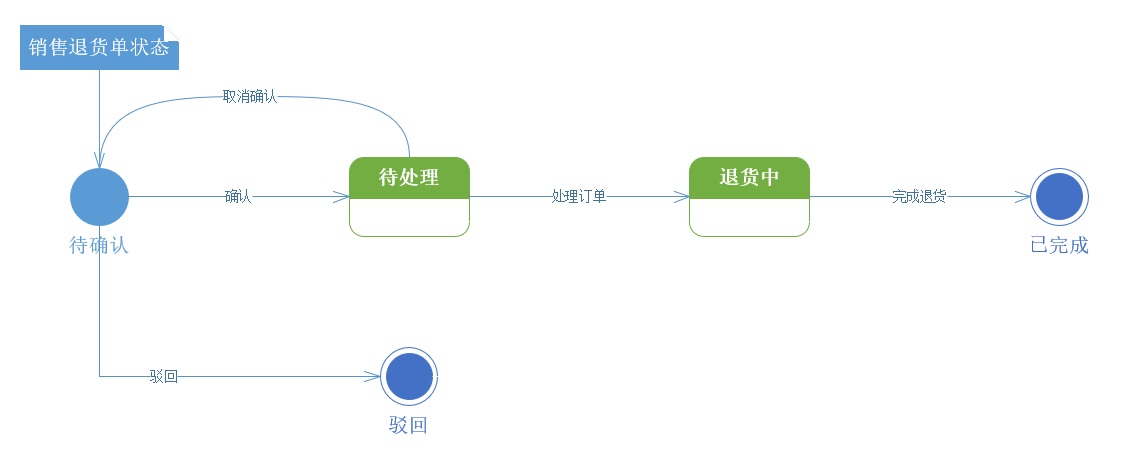 销售退货单状态
取消确认
待处理
退货中
确认
处理订单
完成退货
待确认
已完成
驳回
驳回